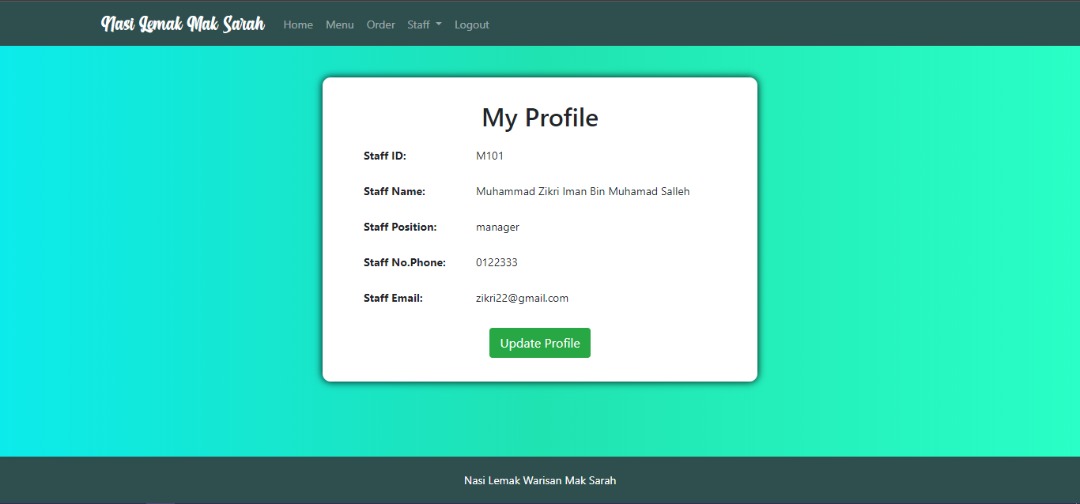 Nasi Lemak Mak Sarah Home Menu Order Staff Logout
My Profile
Staff ID: M101
Staff Name: Muhammad Zikri Iman Bin Muhamad Salleh
Staff Position: manager
Staff No.Phone: 0122333
Staff Email: zikri22@gmail.com
Update Profile
Nasi Lemak Warisan Mak Sarah